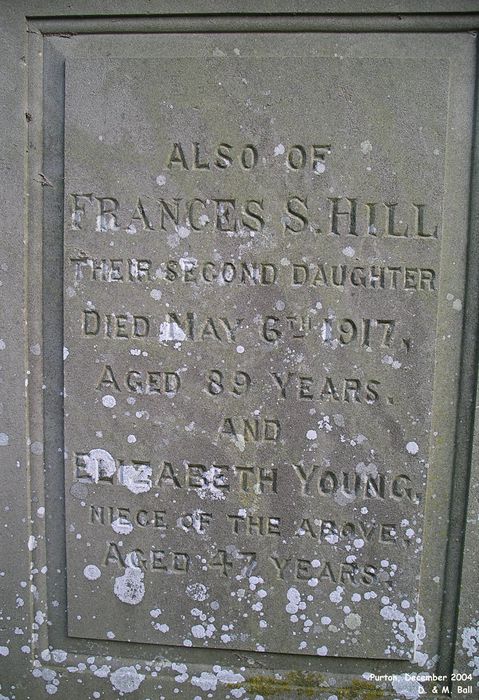 ALSO OF
FRANCES S. HILL
THEIR SECOND DAUGHTER
DIED MAY 6TH 1917,
AGED 89 YEARS.
AND
ELIZABETH YOUNG,
NIECE OF THE ABOVE,
AGED 47 YEARS.
Purton, December 2004
D. & M. Ball